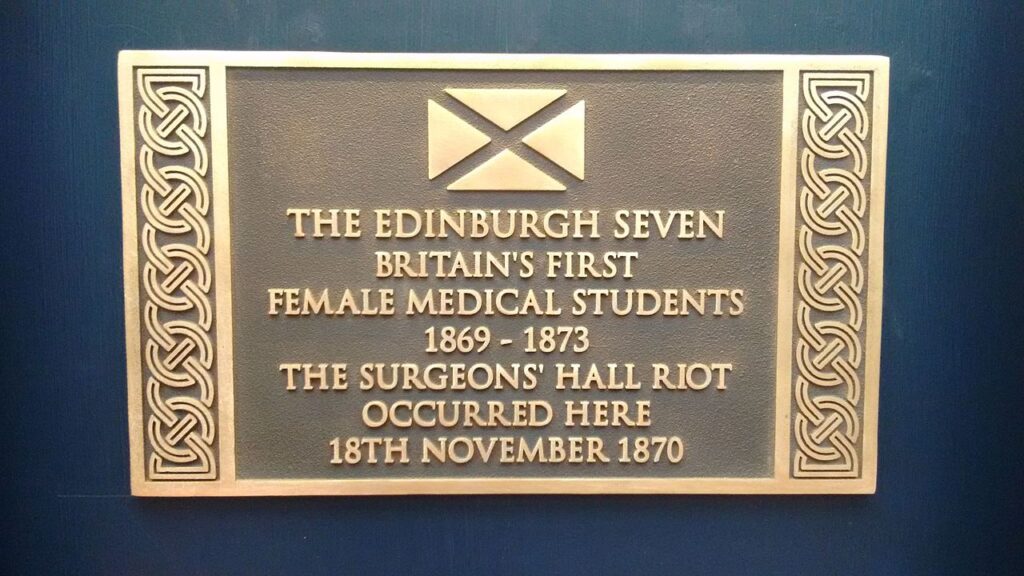 THE EDINBURGH SEVEN
BRITAIN'S FIRST
FEMALE MEDICAL STUDENTS
1869 - 1873
THE SURGEONS' HALL RIOT
OCCURRED HERE
18TH NOVEMBER 1870